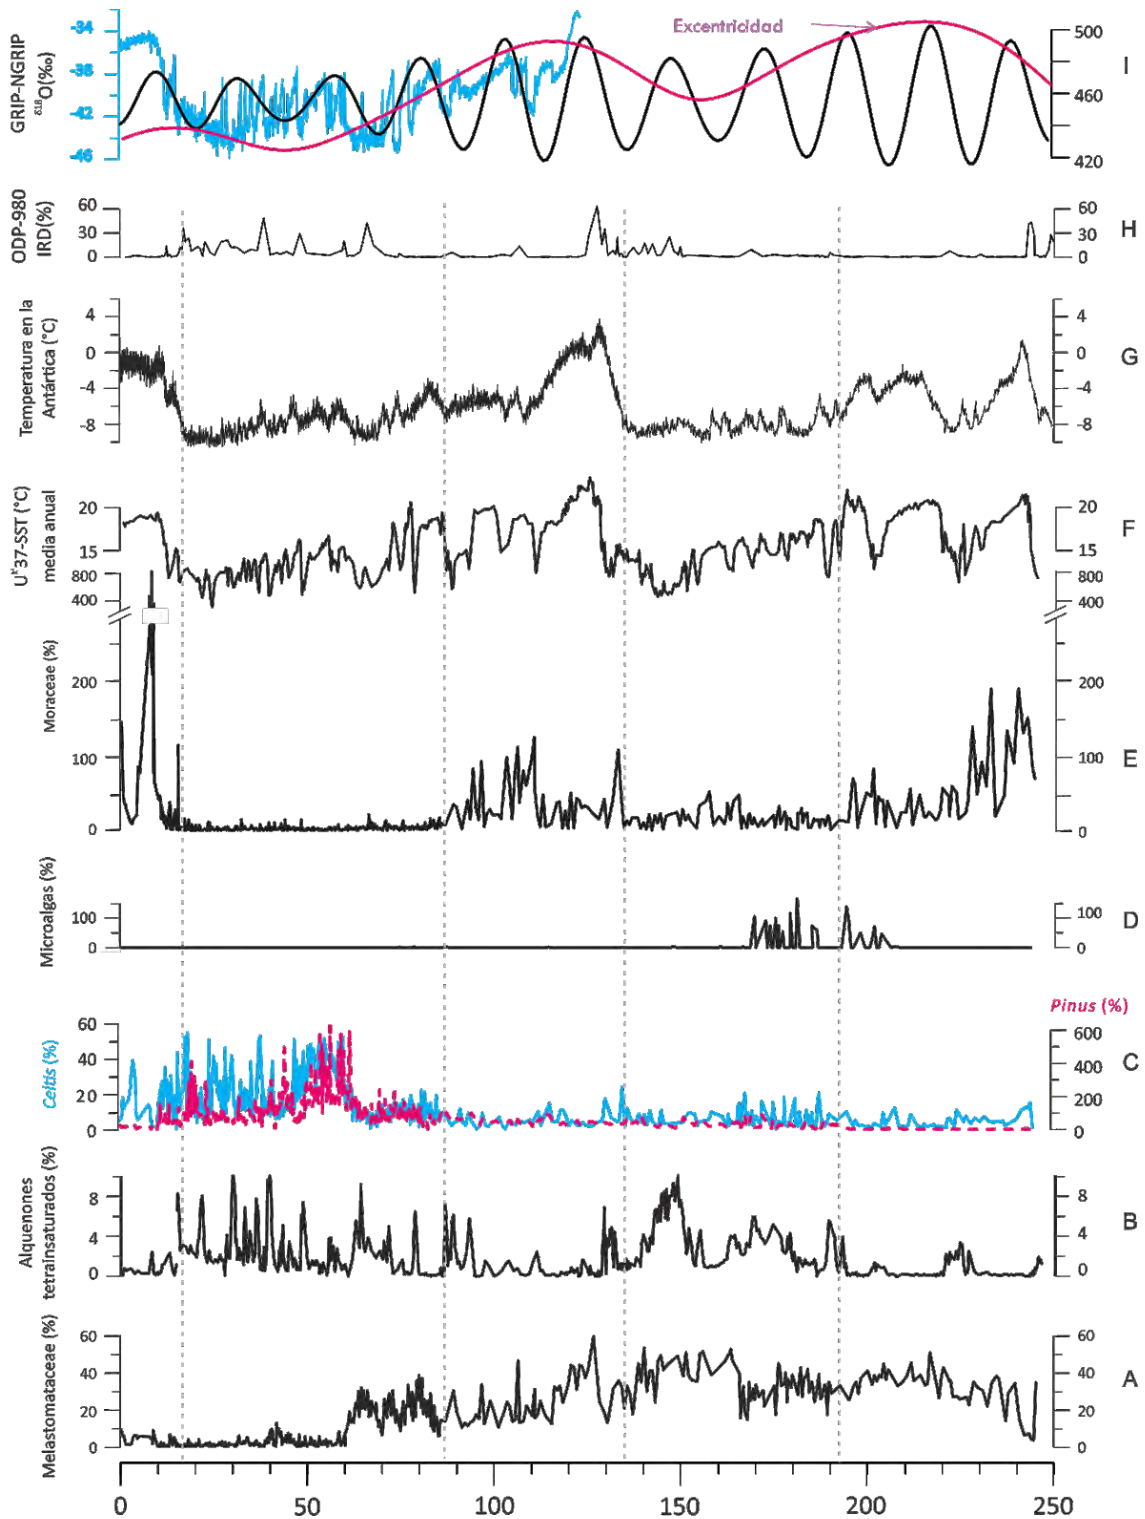 Excentricidad
GRIP-NGRIP
δ18O(‰)
-34
-38
-42
-46
500
460
420
I
ODP-980
IRD(%)
60
30
0
60
30
0
H
Temperatura en la
Antártica (°C)
4
0
-4
-8
4
0
-4
-8
G
Uk'37-SST (°C)
media anual
20
15
20
15
F
800
400
800
400
Moraceae (%)
200
100
0
200
100
0
E
Microalgas (%)
100
0
100
0
D
Pinus (%)
Celtis (%)
60
40
20
0
600
400
200
0
C
Alquenones
tetrainsaturados (%)
8
4
0
8
4
0
B
Melastomataceae (%)
60
40
20
0
60
40
20
0
A
0
50
100
150
200
250